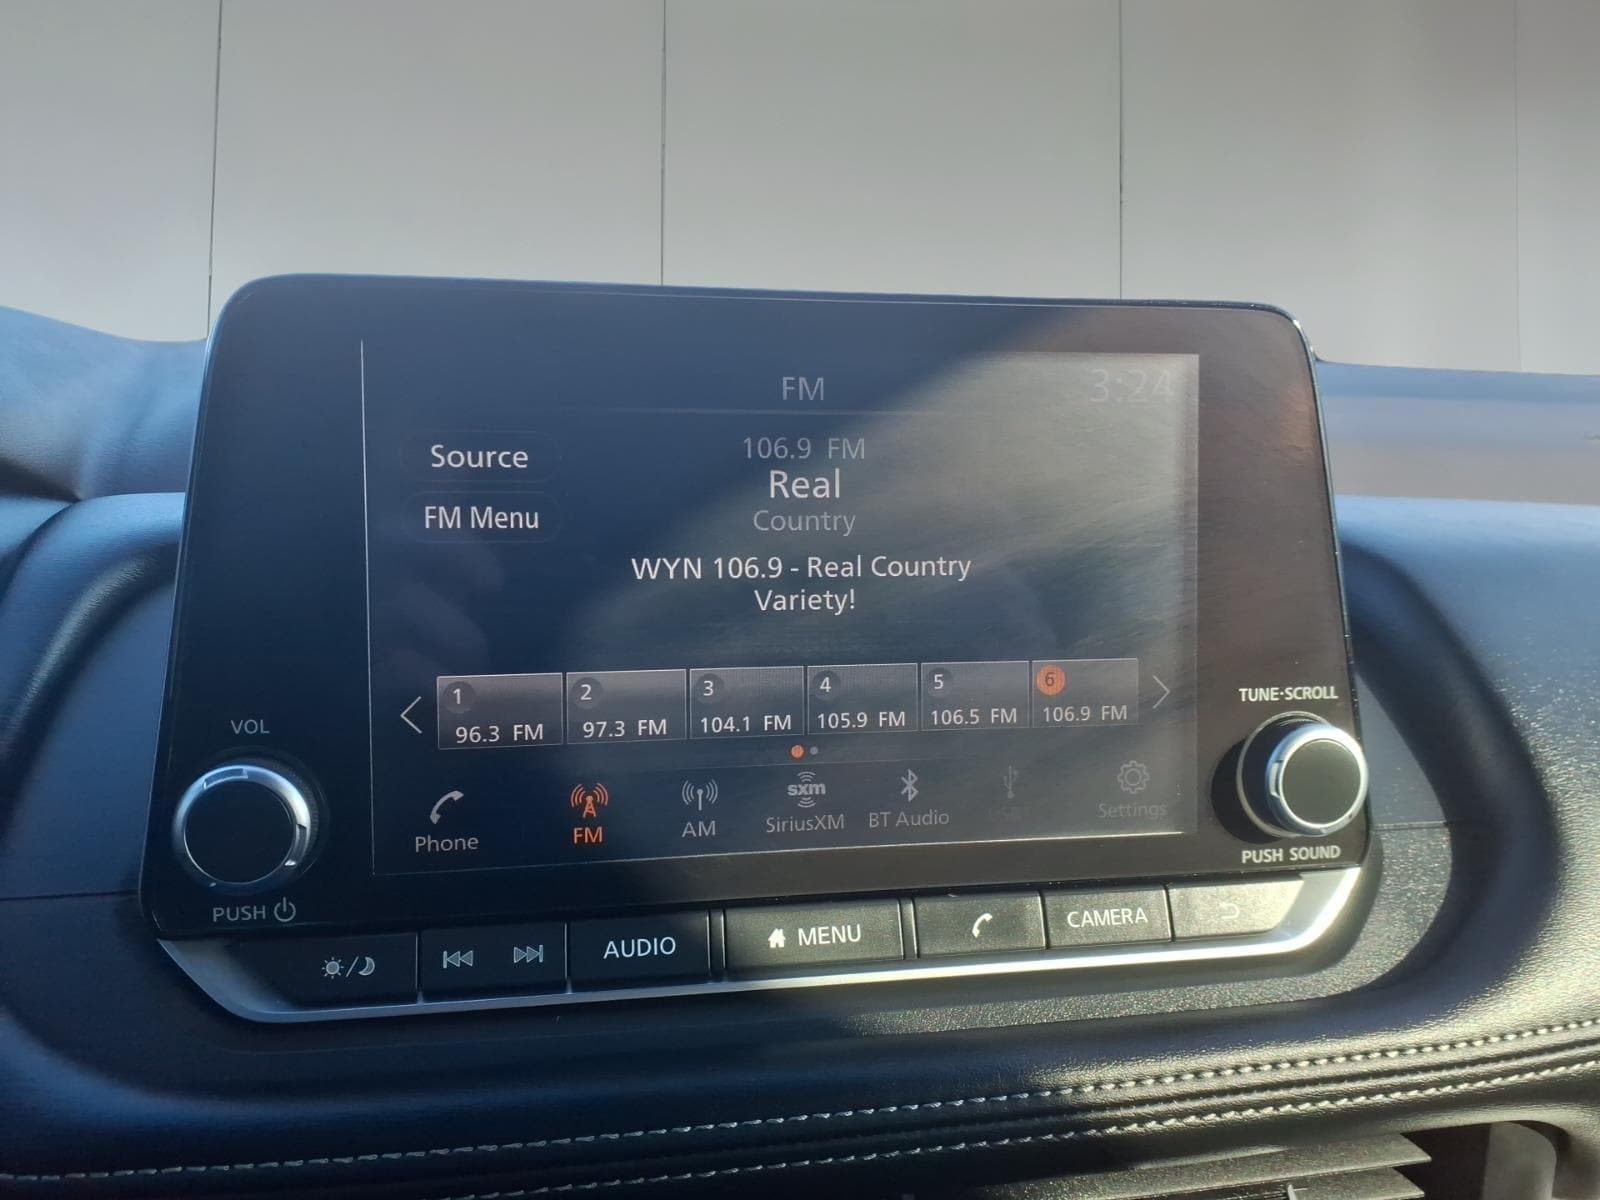 FM
3:24
Source
106.9 FM
Real
Country
FM Menu
WYN 106.9 - Real Country
Variety!
1
96.3 FM
2
97.3 FM
3
104.1 FM
4
105.9 FM
5
106.5 FM
6
106.9 FM
Phone
FM
AM
sxm
SiriusXM
BT Audio
USB
Settings
VOL
PUSH
TUNE·SCROLL
PUSH SOUND
AUDIO
MENU
CAMERA